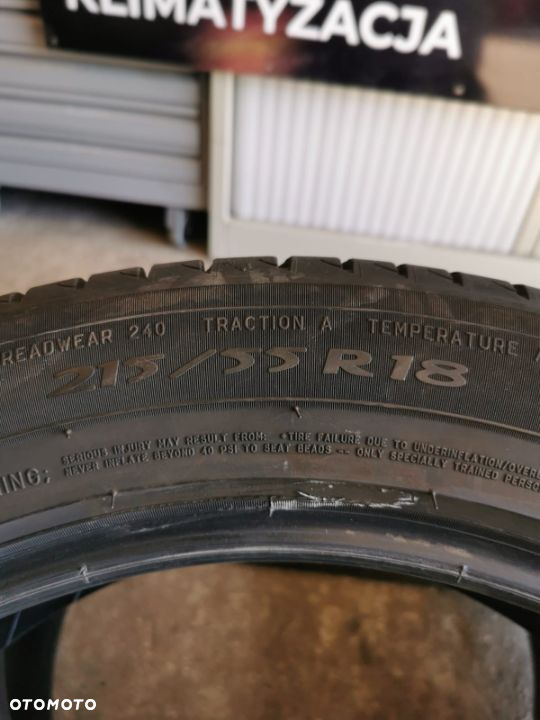 KLIMATYZACJA
READWEAR 240 TRACTION A TEMPERATURE A
215/55 R18
NING; SERIOUS INJURY MAY RESULT FROM: •TIRE FAILURE DUE TO UNDERINFLATION/OVER
NEVER INFLATE BEYOND 40 PSI TO SEAT BEADS -- ONLY SPECIALLY TRAINED PERSO
OTOMOTO